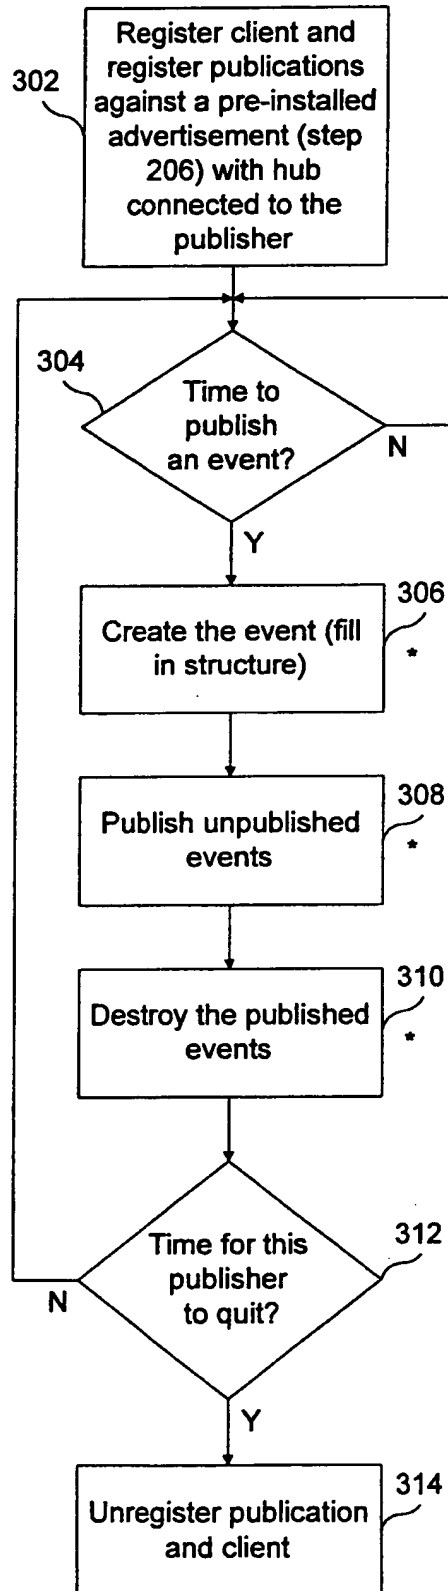 Register client and
302
register publications
against a pre-installed
advertisement (step
206) with hub
connected to the
publisher
304
Time to
publish
an event?
N
Y
306
Create the event (fill
in structure)
*
308
Publish unpublished
events
*
310
Destroy the published
events
*
312
Time for this
publisher
to quit?
N
Y
314
Unregister publication
and client